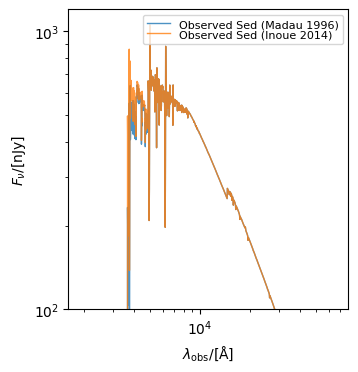 Observed Sed (Madau 1996)
Observed Sed (Inoue 2014)
10³
10²
F_ν/[nJy]
10⁴
λ_obs/[Å]